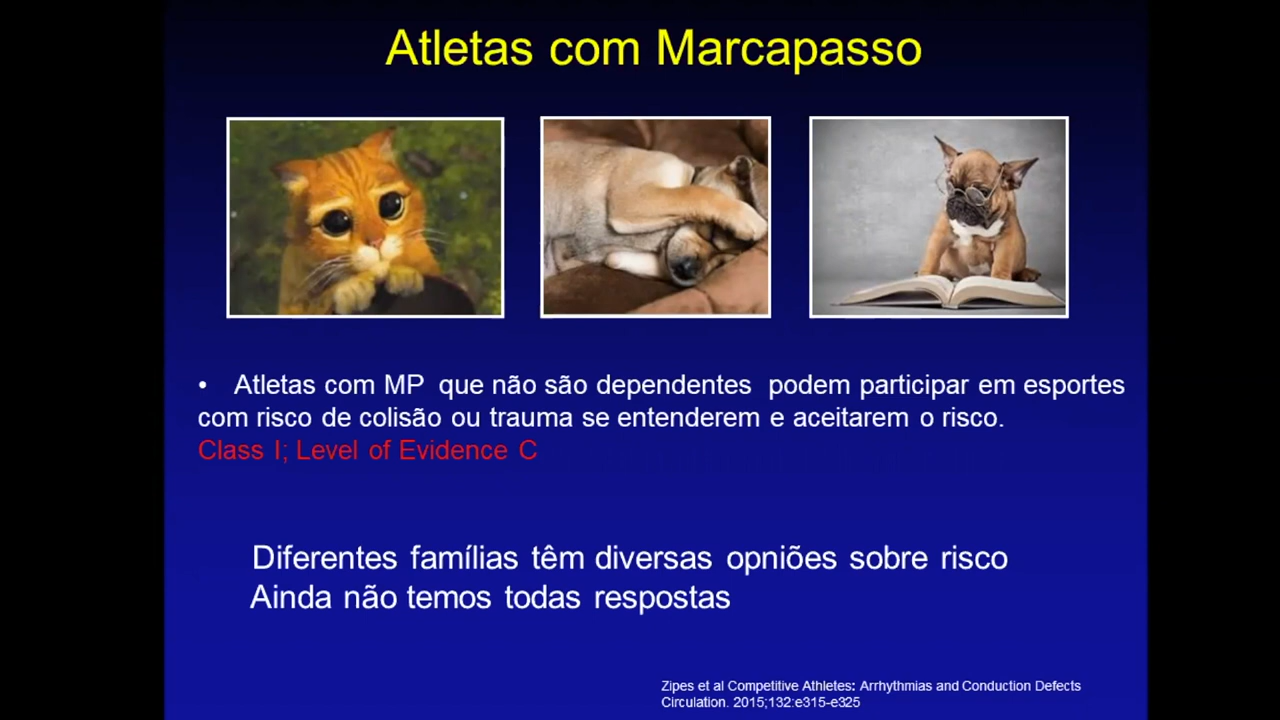 Atletas com Marcapasso
• Atletas com MP que não são dependentes podem participar em esportes
com risco de colisão ou trauma se entenderem e aceitarem o risco.
Class I; Level of Evidence C
Diferentes famílias têm diversas opniões sobre risco
Ainda não temos todas respostas
Zipes et al Competitive Athletes: Arrhythmias and Conduction Defects
Circulation. 2015;132:e315-e325